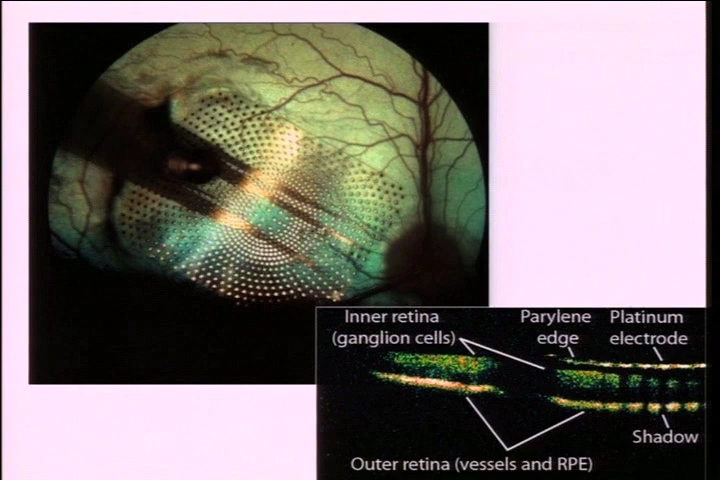 Inner retina
(ganglion cells)
Parylene
edge
Platinum
electrode
Shadow
Outer retina (vessels and RPE)